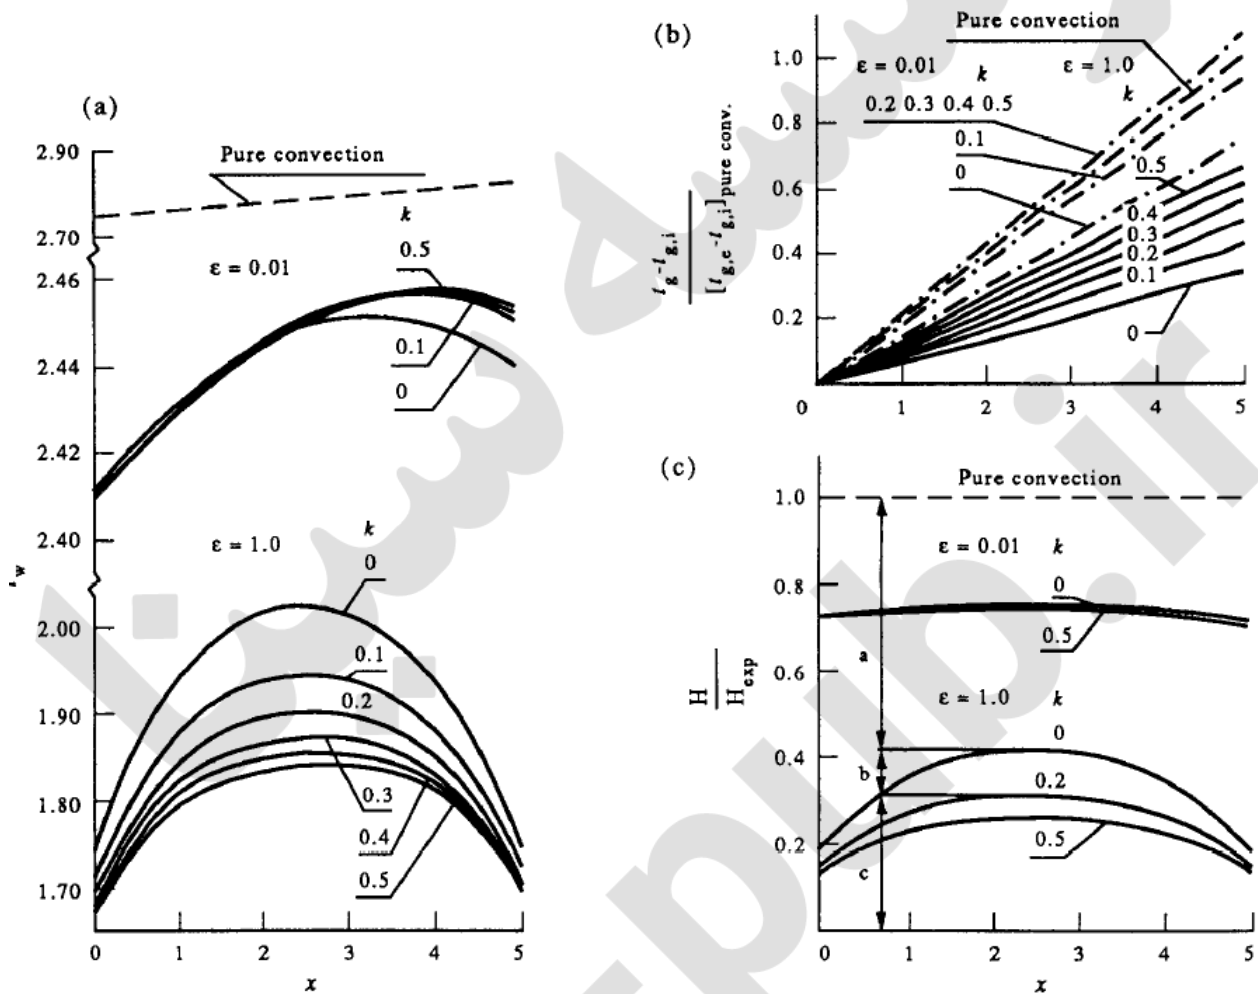 (a)
2.90
Pure convection
2.70
k
0.5
ε = 0.01
2.46
0.1
2.44
0
2.42
2.40
ε = 1.0
k
0
2.00
0.1
0.2
1.90
1.80
0.3
0.4
0.5
1.70
0 1 2 3 4 5
x
(b)
Pure convection
1.0
ε = 0.01
k
ε = 1.0
k
0.8
0.2 0.3 0.4 0.5
0.1
0.5
0.6
0
0.4
0.4
0.3
0.2
0.1
0.2
0
0 1 2 3 4 5
t g - t g,i
[t g,e - t g,i] pure conv.
(c)
Pure convection
1.0
ε = 0.01 k
0.8
0
0.5
a
H
H exp
ε = 1.0 k
0
0.4
b
0.2
0.5
0.2
c
0 1 2 3 4 5
x
pub.ir